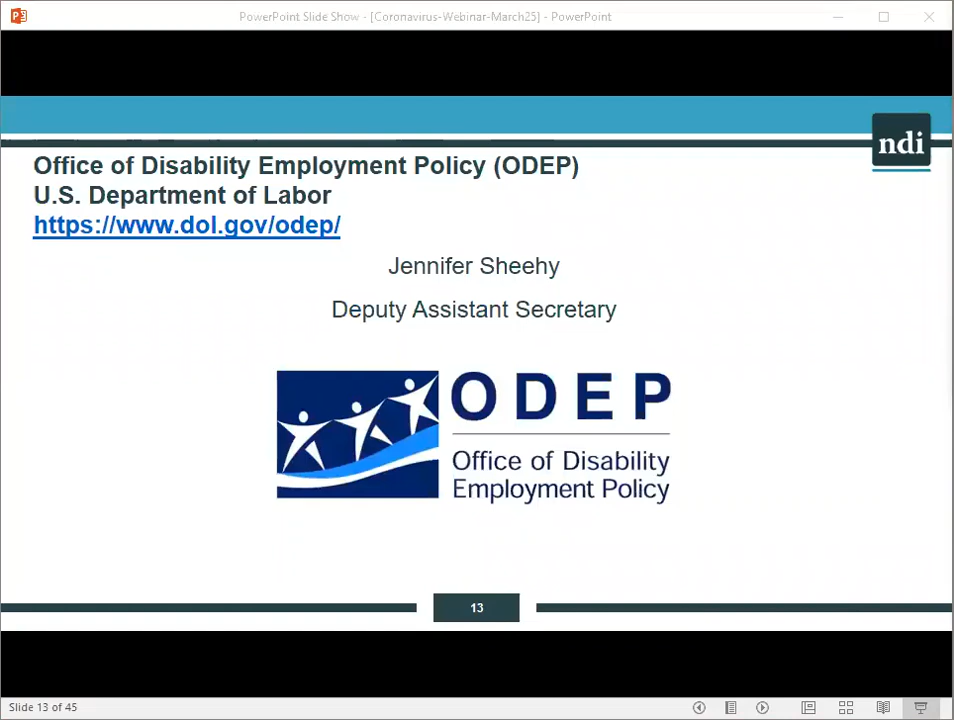 PowerPoint Slide Show - [Coronavirus-Webinar-March25] - PowerPoint
ndi
Office of Disability Employment Policy (ODEP)
U.S. Department of Labor
https://www.dol.gov/odep/
Jennifer Sheehy
Deputy Assistant Secretary
ODEP
Office of Disability
Employment Policy
13
Slide 13 of 45